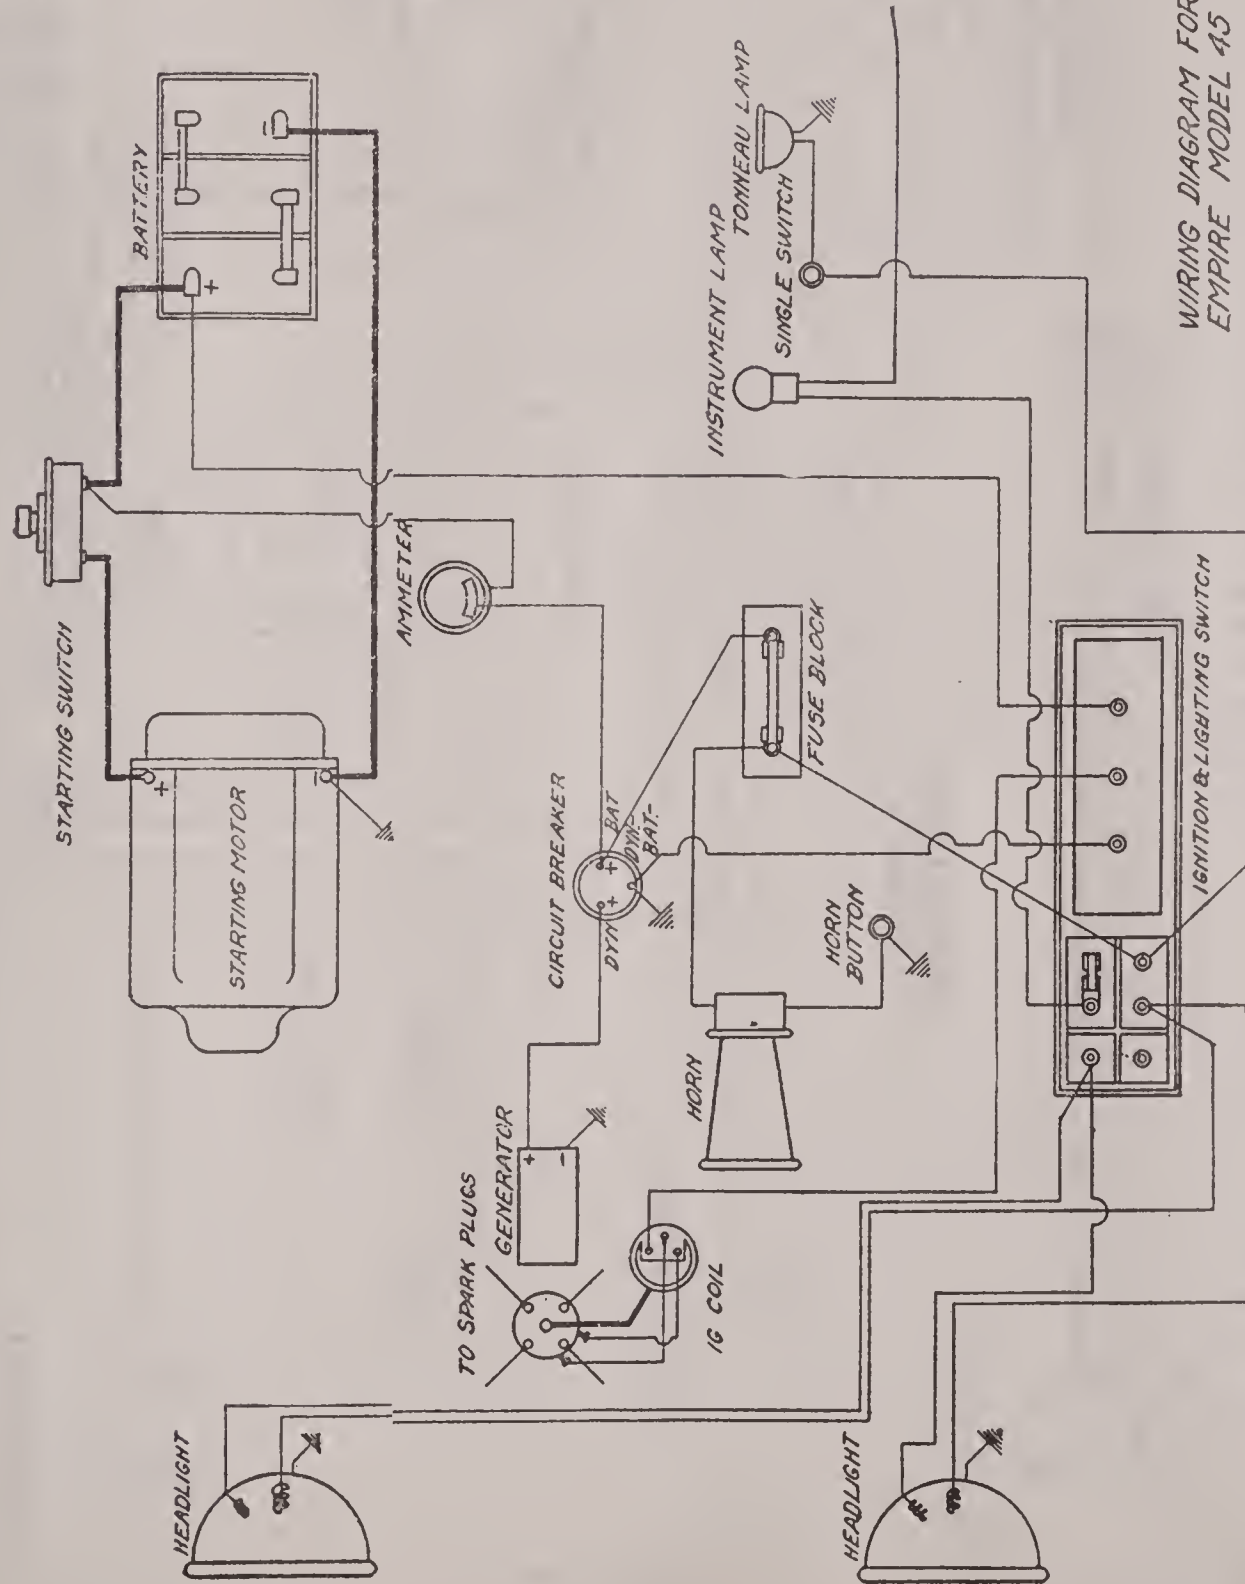 WIRING DIAGRAM FOR
EMPIRE MODEL 45
STARTING SWITCH
BATTERY
+
-
+
-
STARTING MOTOR
AMMETER
CIRCUIT BREAKER
DYN
+
+
BAT
DYN-
BAT.-
FUSE BLOCK
INSTRUMENT LAMP
TONNEAU LAMP
SINGLE SWITCH
HORN
HORN
BUTTON
IGNITION & LIGHTING SWITCH
TO SPARK PLUGS
GENERATOR
+
-
IG COIL
HEADLIGHT
HEADLIGHT